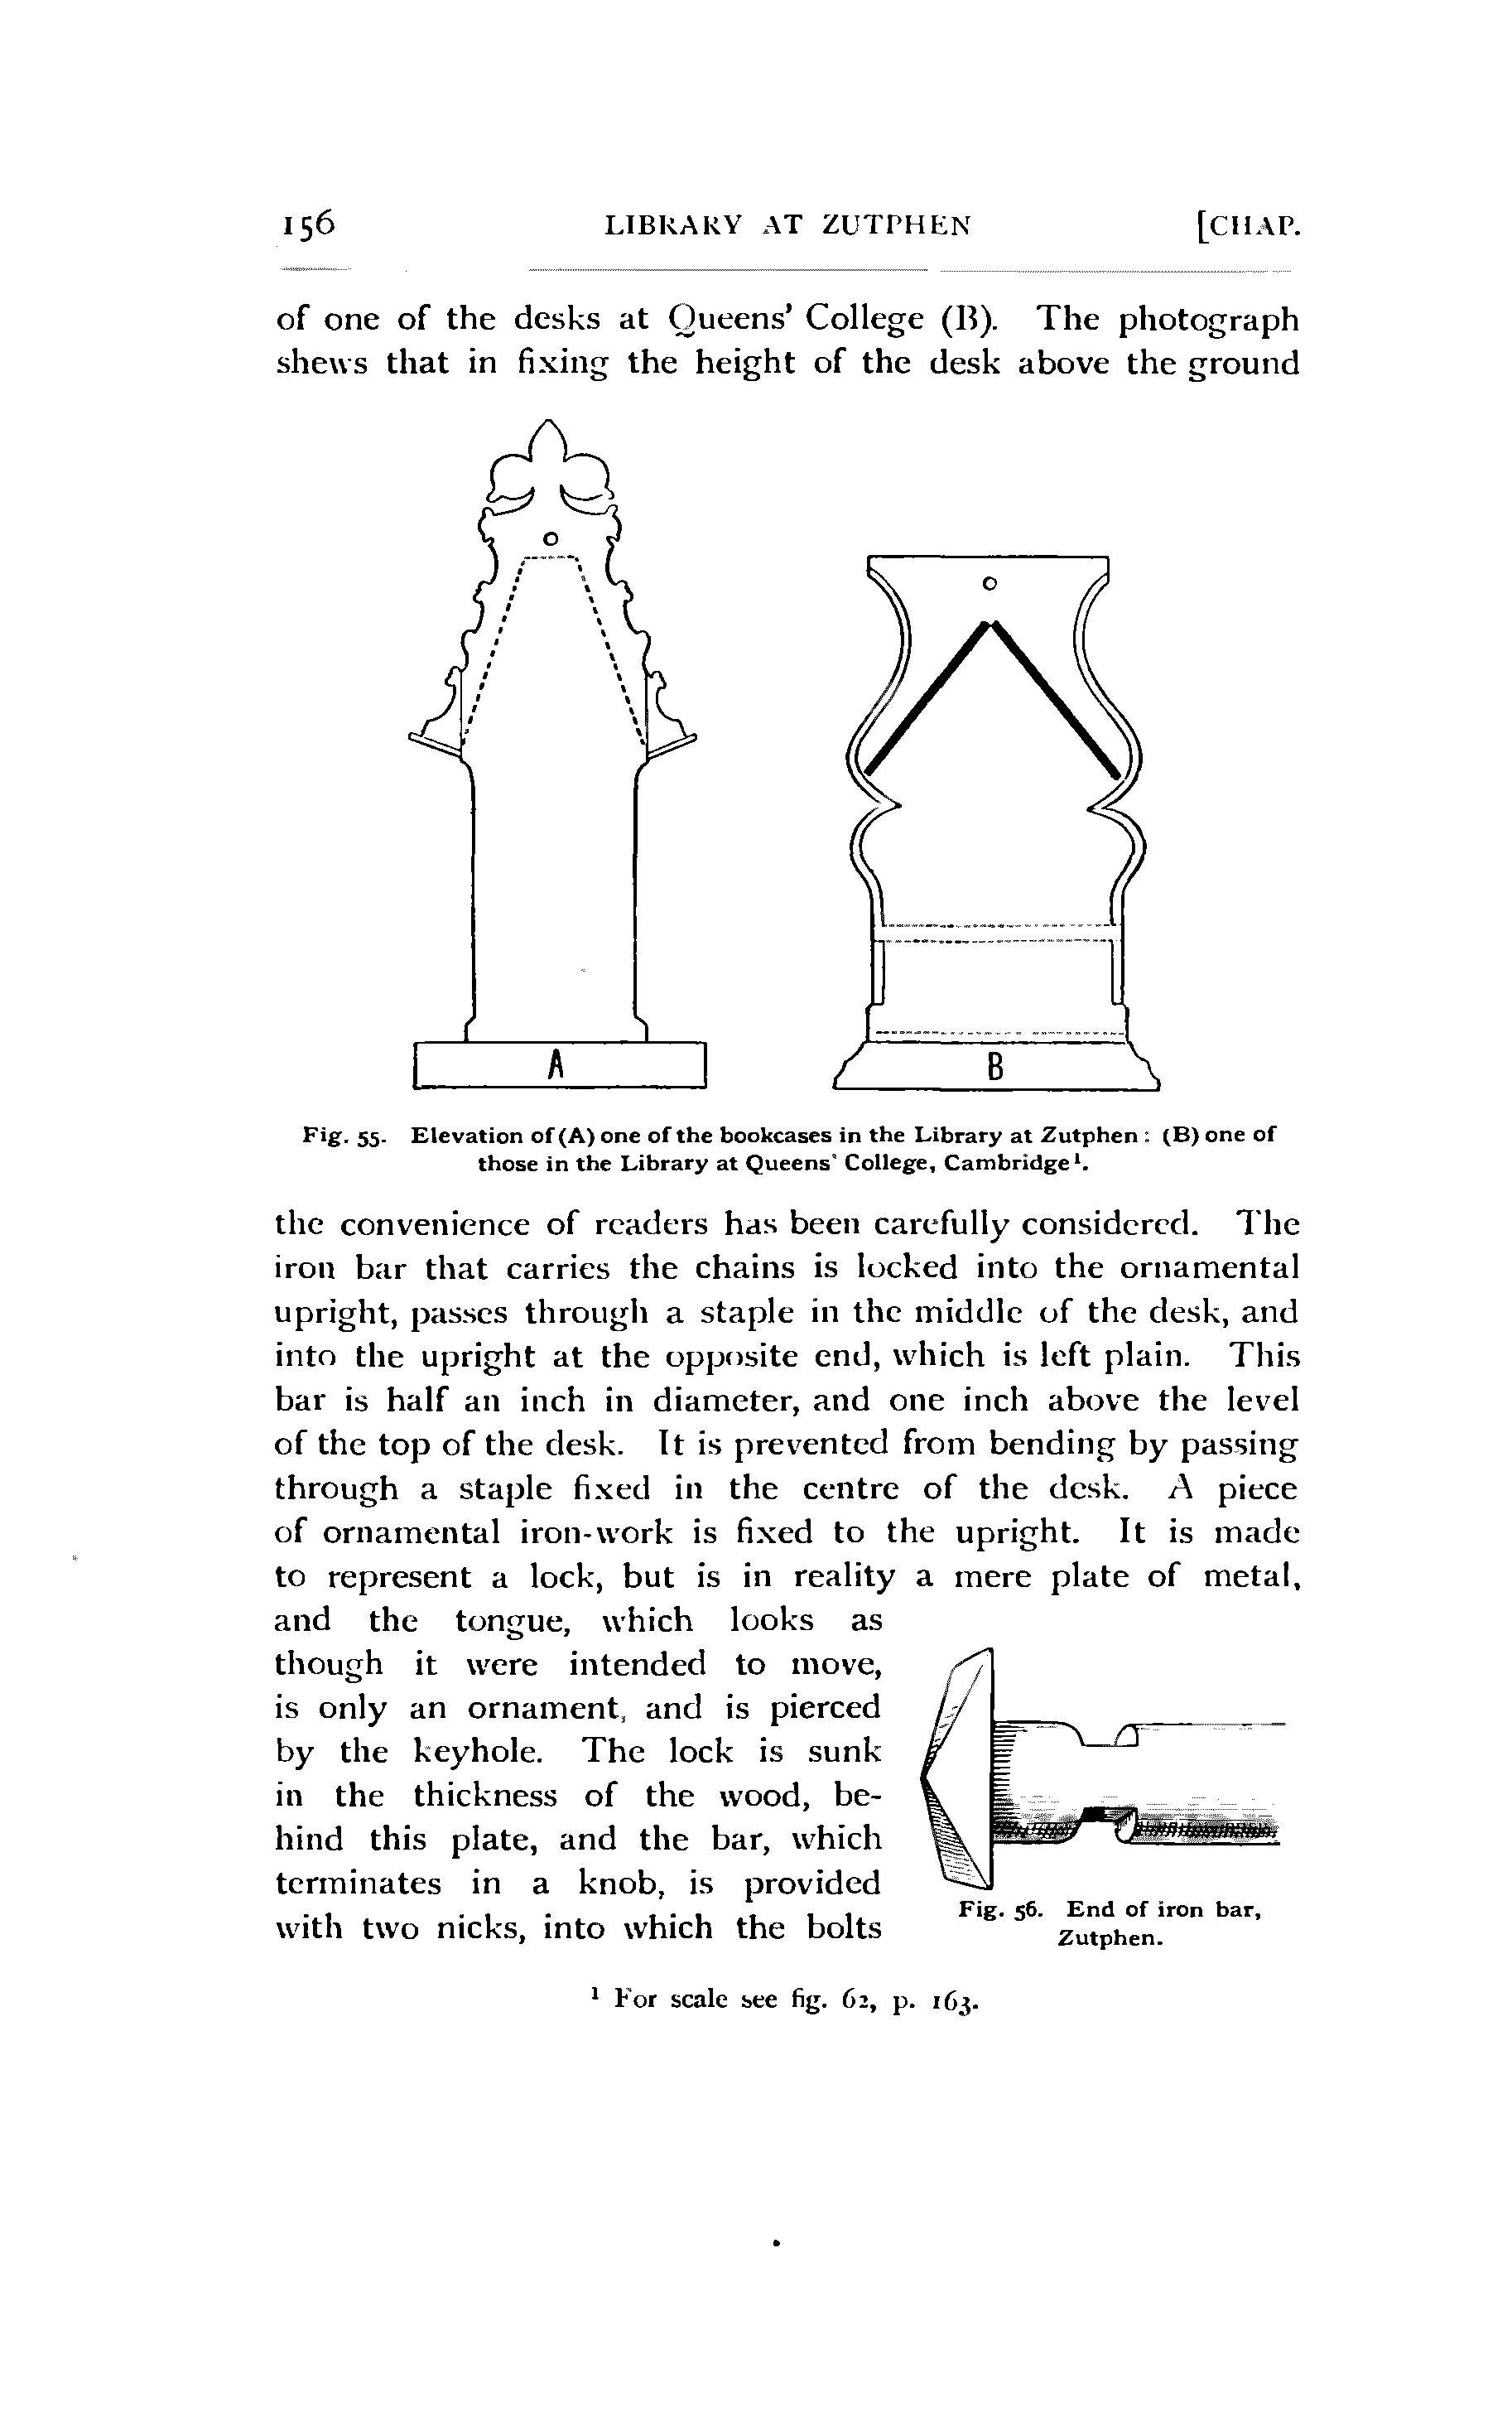 156 LIBRARY AT ZUTPHEN [CHAP.
of one of the desks at Queens' College (B). The photograph
shews that in fixing the height of the desk above the ground
A
B
Fig. 55. Elevation of (A) one of the bookcases in the Library at Zutphen: (B) one of
those in the Library at Queens' College, Cambridge¹.
the convenience of readers has been carefully considered. The
iron bar that carries the chains is locked into the ornamental
upright, passes through a staple in the middle of the desk, and
into the upright at the opposite end, which is left plain. This
bar is half an inch in diameter, and one inch above the level
of the top of the desk. It is prevented from bending by passing
through a staple fixed in the centre of the desk. A piece
of ornamental iron-work is fixed to the upright. It is made
to represent a lock, but is in reality a mere plate of metal,
and the tongue, which looks as
though it were intended to move,
is only an ornament, and is pierced
by the keyhole. The lock is sunk
in the thickness of the wood, be-
hind this plate, and the bar, which
terminates in a knob, is provided
with two nicks, into which the bolts
Fig. 56. End of iron bar,
Zutphen.
¹ For scale see fig. 62, p. 163.